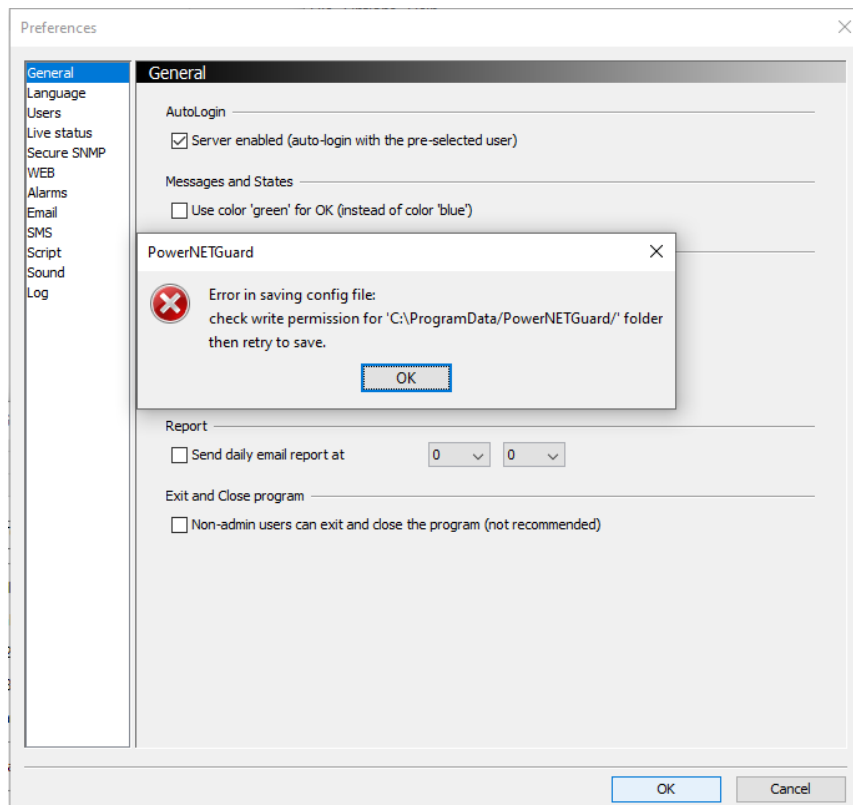 Preferences
General
Language
Users
Live status
Secure SNMP
WEB
Alarms
Email
SMS
Script
Sound
Log
General
AutoLogin
Server enabled (auto-login with the pre-selected user)
Messages and States
Use color 'green' for OK (instead of color 'blue')
PowerNETGuard
Error in saving config file:
check write permission for 'C:\ProgramData/PowerNETGuard/' folder
then retry to save.
OK
Report
Send daily email report at 0 0
Exit and Close program
Non-admin users can exit and close the program (not recommended)
OK Cancel